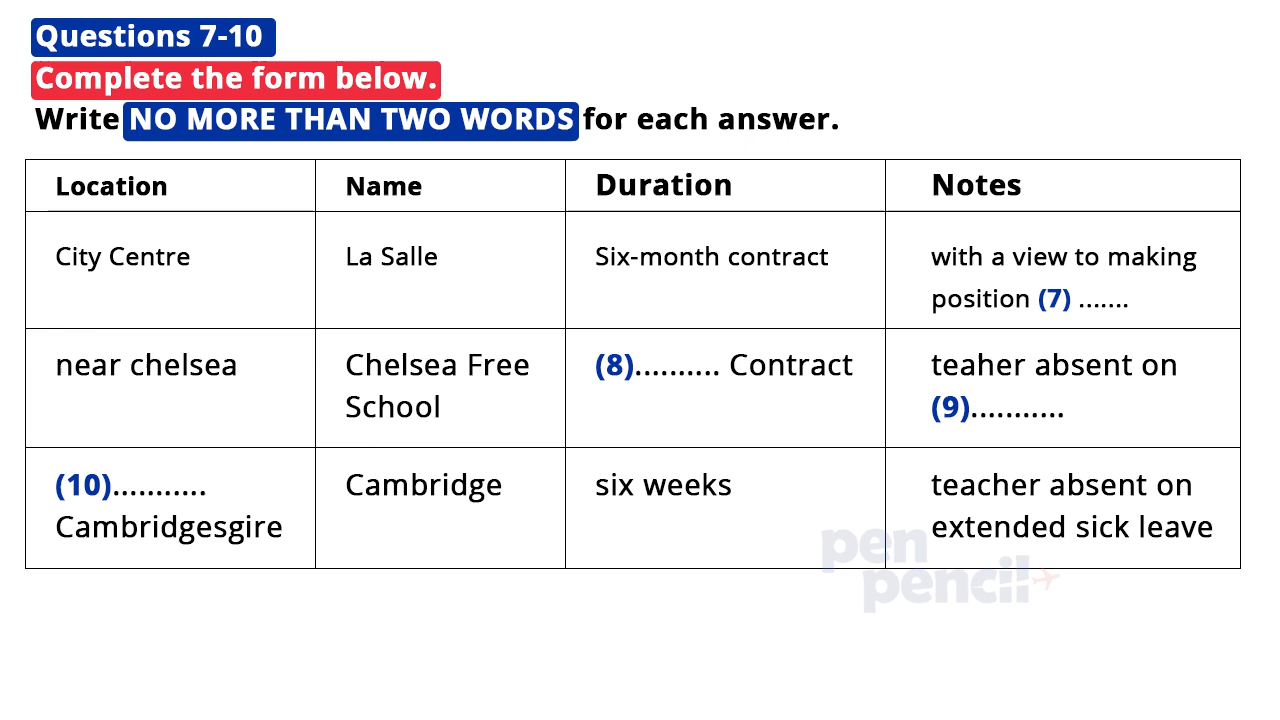 Questions 7-10
Complete the form below.
Write NO MORE THAN TWO WORDS for each answer.
Location Name Duration Notes
City Centre La Salle Six-month contract with a view to making
position (7) .......
near chelsea Chelsea Free (8).......... Contract teaher absent on
School (9)...........
(10)........... Cambridge six weeks teacher absent on
Cambridgesgire extended sick leave
pen
pencil